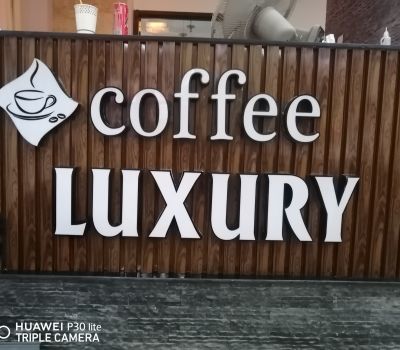 coffee
LUXURY
HUAWEI P30 lite
TRIPLE CAMERA